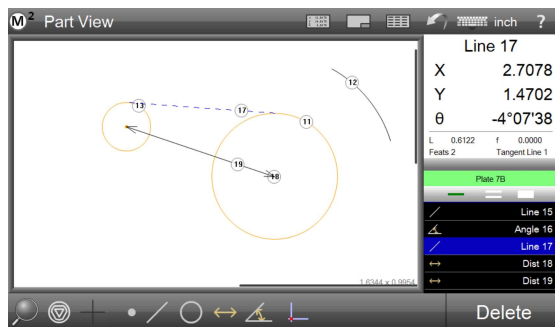 M² Part View
inch ?
Line 17
X 2.7078
Y 1.4702
θ -4°07'38
L 0.6122 f 0.0000
Feats 2 Tangent Line 1
Plate 7B
Line 15
Angle 16
Line 17
Dist 18
Dist 19
13
17
11
12
19
18
1.6344 x 0.9954
Delete